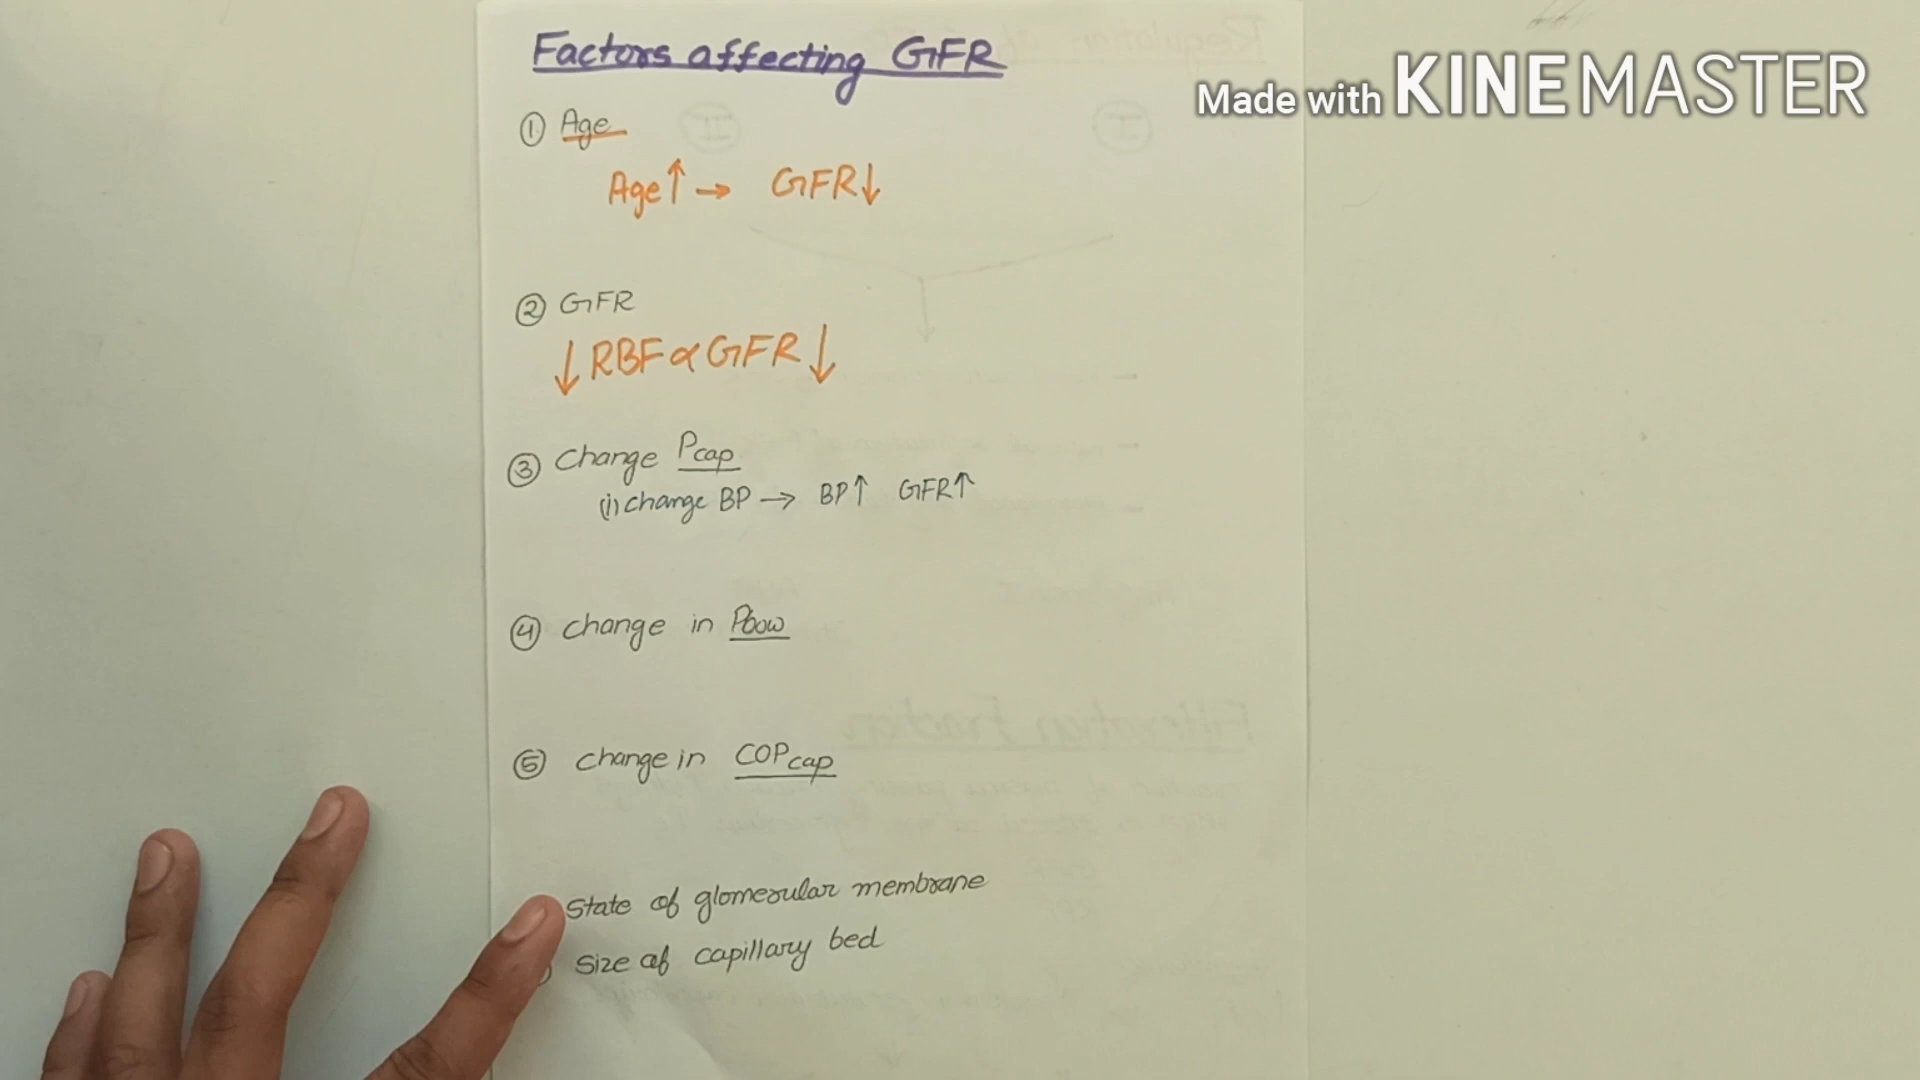 Factors affecting GFR
Made with KINEMASTER
① Age
Age↑ → GFR↓
② GFR
↓ RBF ∝ GFR ↓
③ Change Pcap
(i) change BP → BP↑ GFR↑
④ change in Pbow
⑤ change in COPcap
State of glomerular membrane
Size of capillary bed